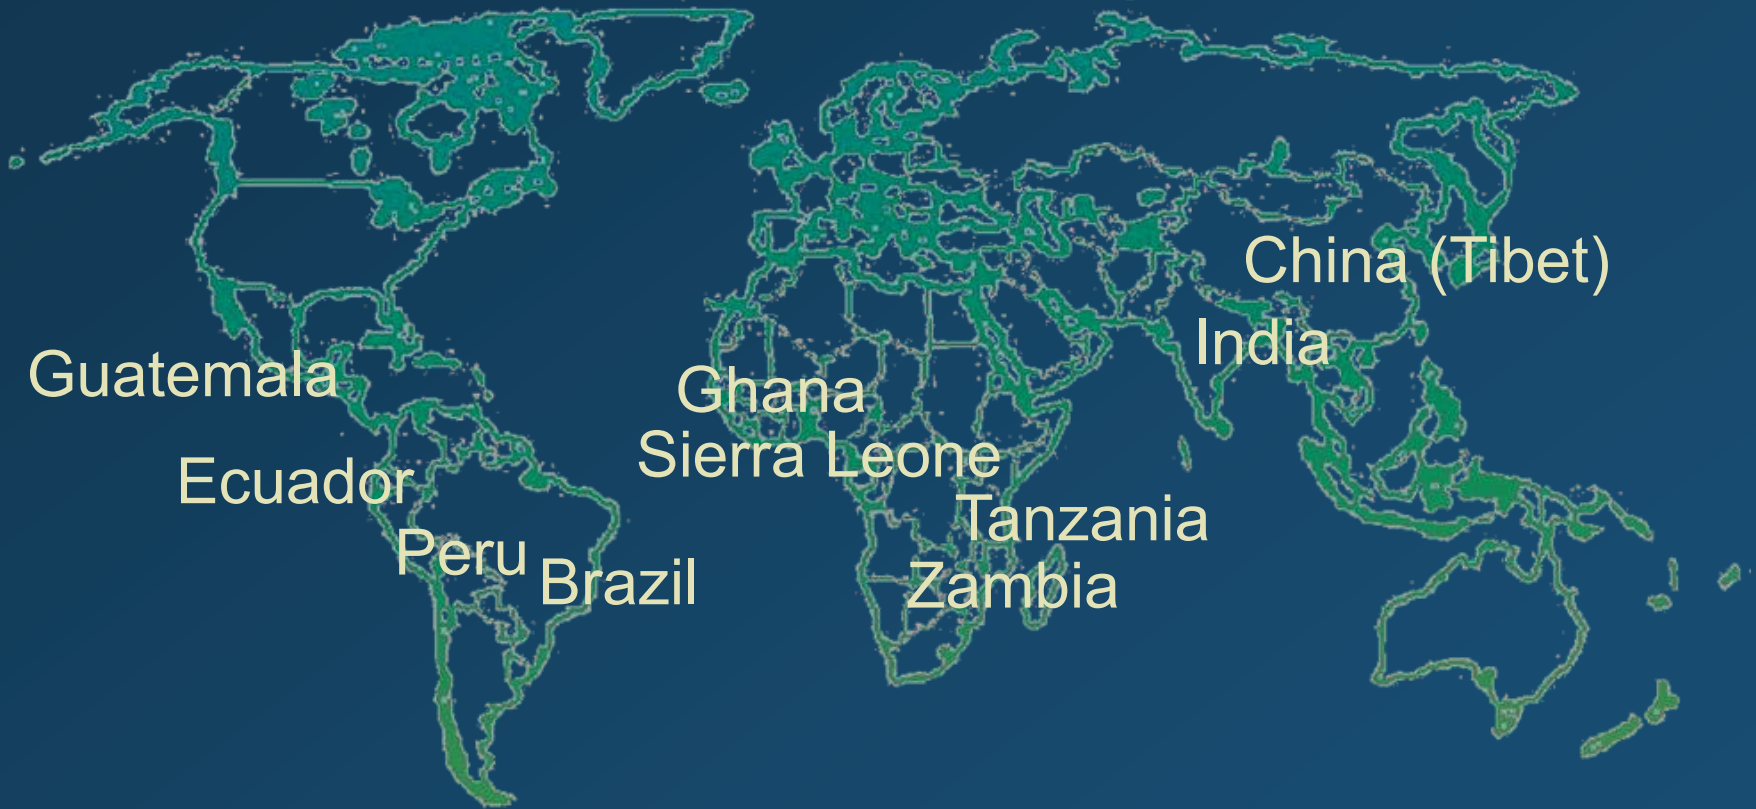 China (Tibet)
India
Guatemala
Ghana
Sierra Leone
Ecuador
Tanzania
Peru
Brazil
Zambia